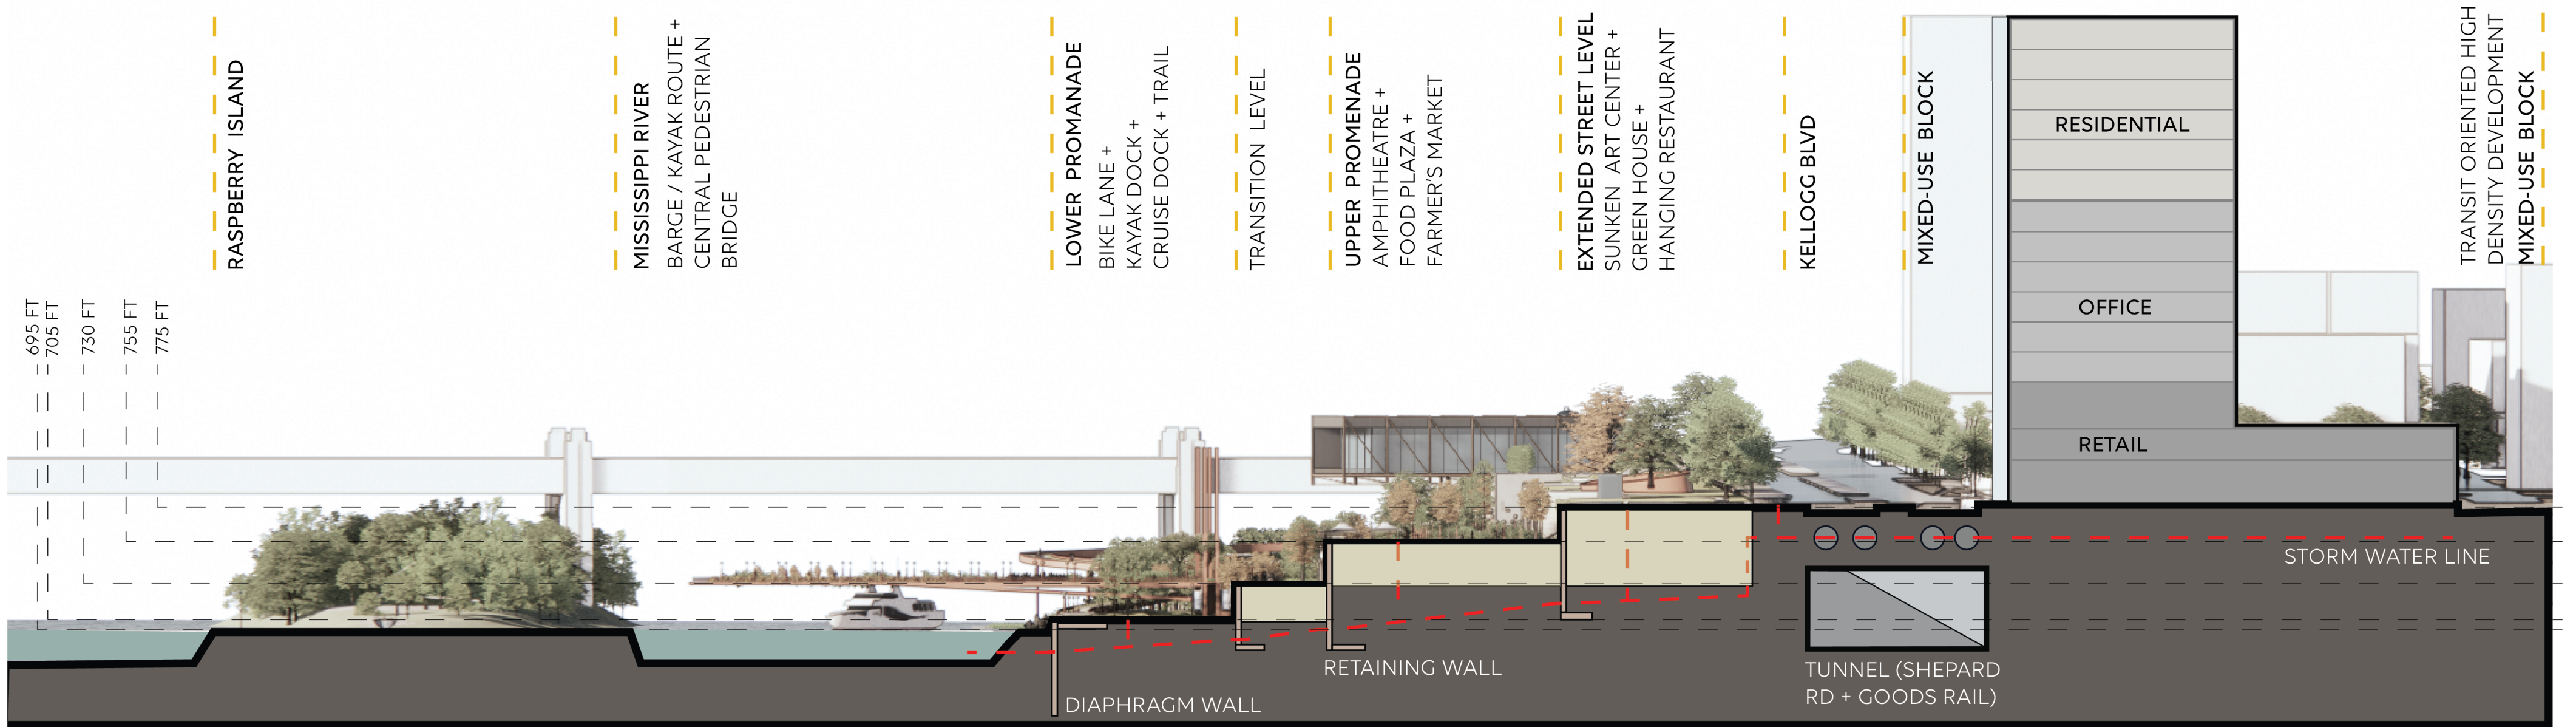 695 FT
705 FT
730 FT
755 FT
775 FT
RASPBERRY ISLAND
MISSISSIPPI RIVER
BARGE / KAYAK ROUTE +
CENTRAL PEDESTRIAN
BRIDGE
LOWER PROMANADE
BIKE LANE +
KAYAK DOCK +
CRUISE DOCK + TRAIL
TRANSITION LEVEL
UPPER PROMENADE
AMPHITHEATRE +
FOOD PLAZA +
FARMER'S MARKET
EXTENDED STREET LEVEL
SUNKEN ART CENTER +
GREEN HOUSE +
HANGING RESTAURANT
KELLOGG BLVD
MIXED-USE BLOCK
RESIDENTIAL
OFFICE
RETAIL
TRANSIT ORIENTED HIGH
DENSITY DEVELOPMENT
MIXED-USE BLOCK
STORM WATER LINE
RETAINING WALL
TUNNEL (SHEPARD
RD + GOODS RAIL)
DIAPHRAGM WALL